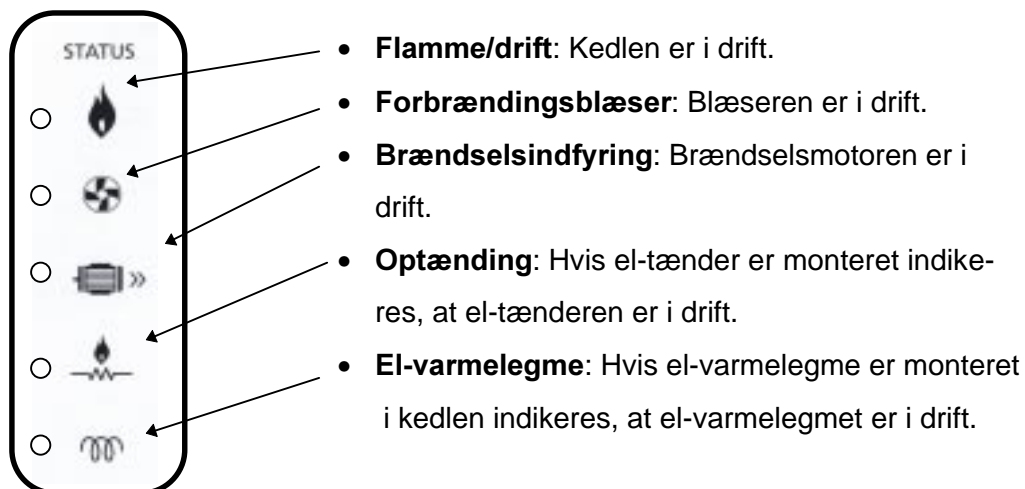 STATUS
• Flamme/drift: Kedlen er i drift.
• Forbrændingsblæser: Blæseren er i drift.
• Brændselsindfyring: Brændselsmotoren er i
drift.
• Optænding: Hvis el-tænder er monteret indike-
res, at el-tænderen er i drift.
• El-varmelegme: Hvis el-varmelegme er monteret
i kedlen indikeres, at el-varmelegmet er i drift.